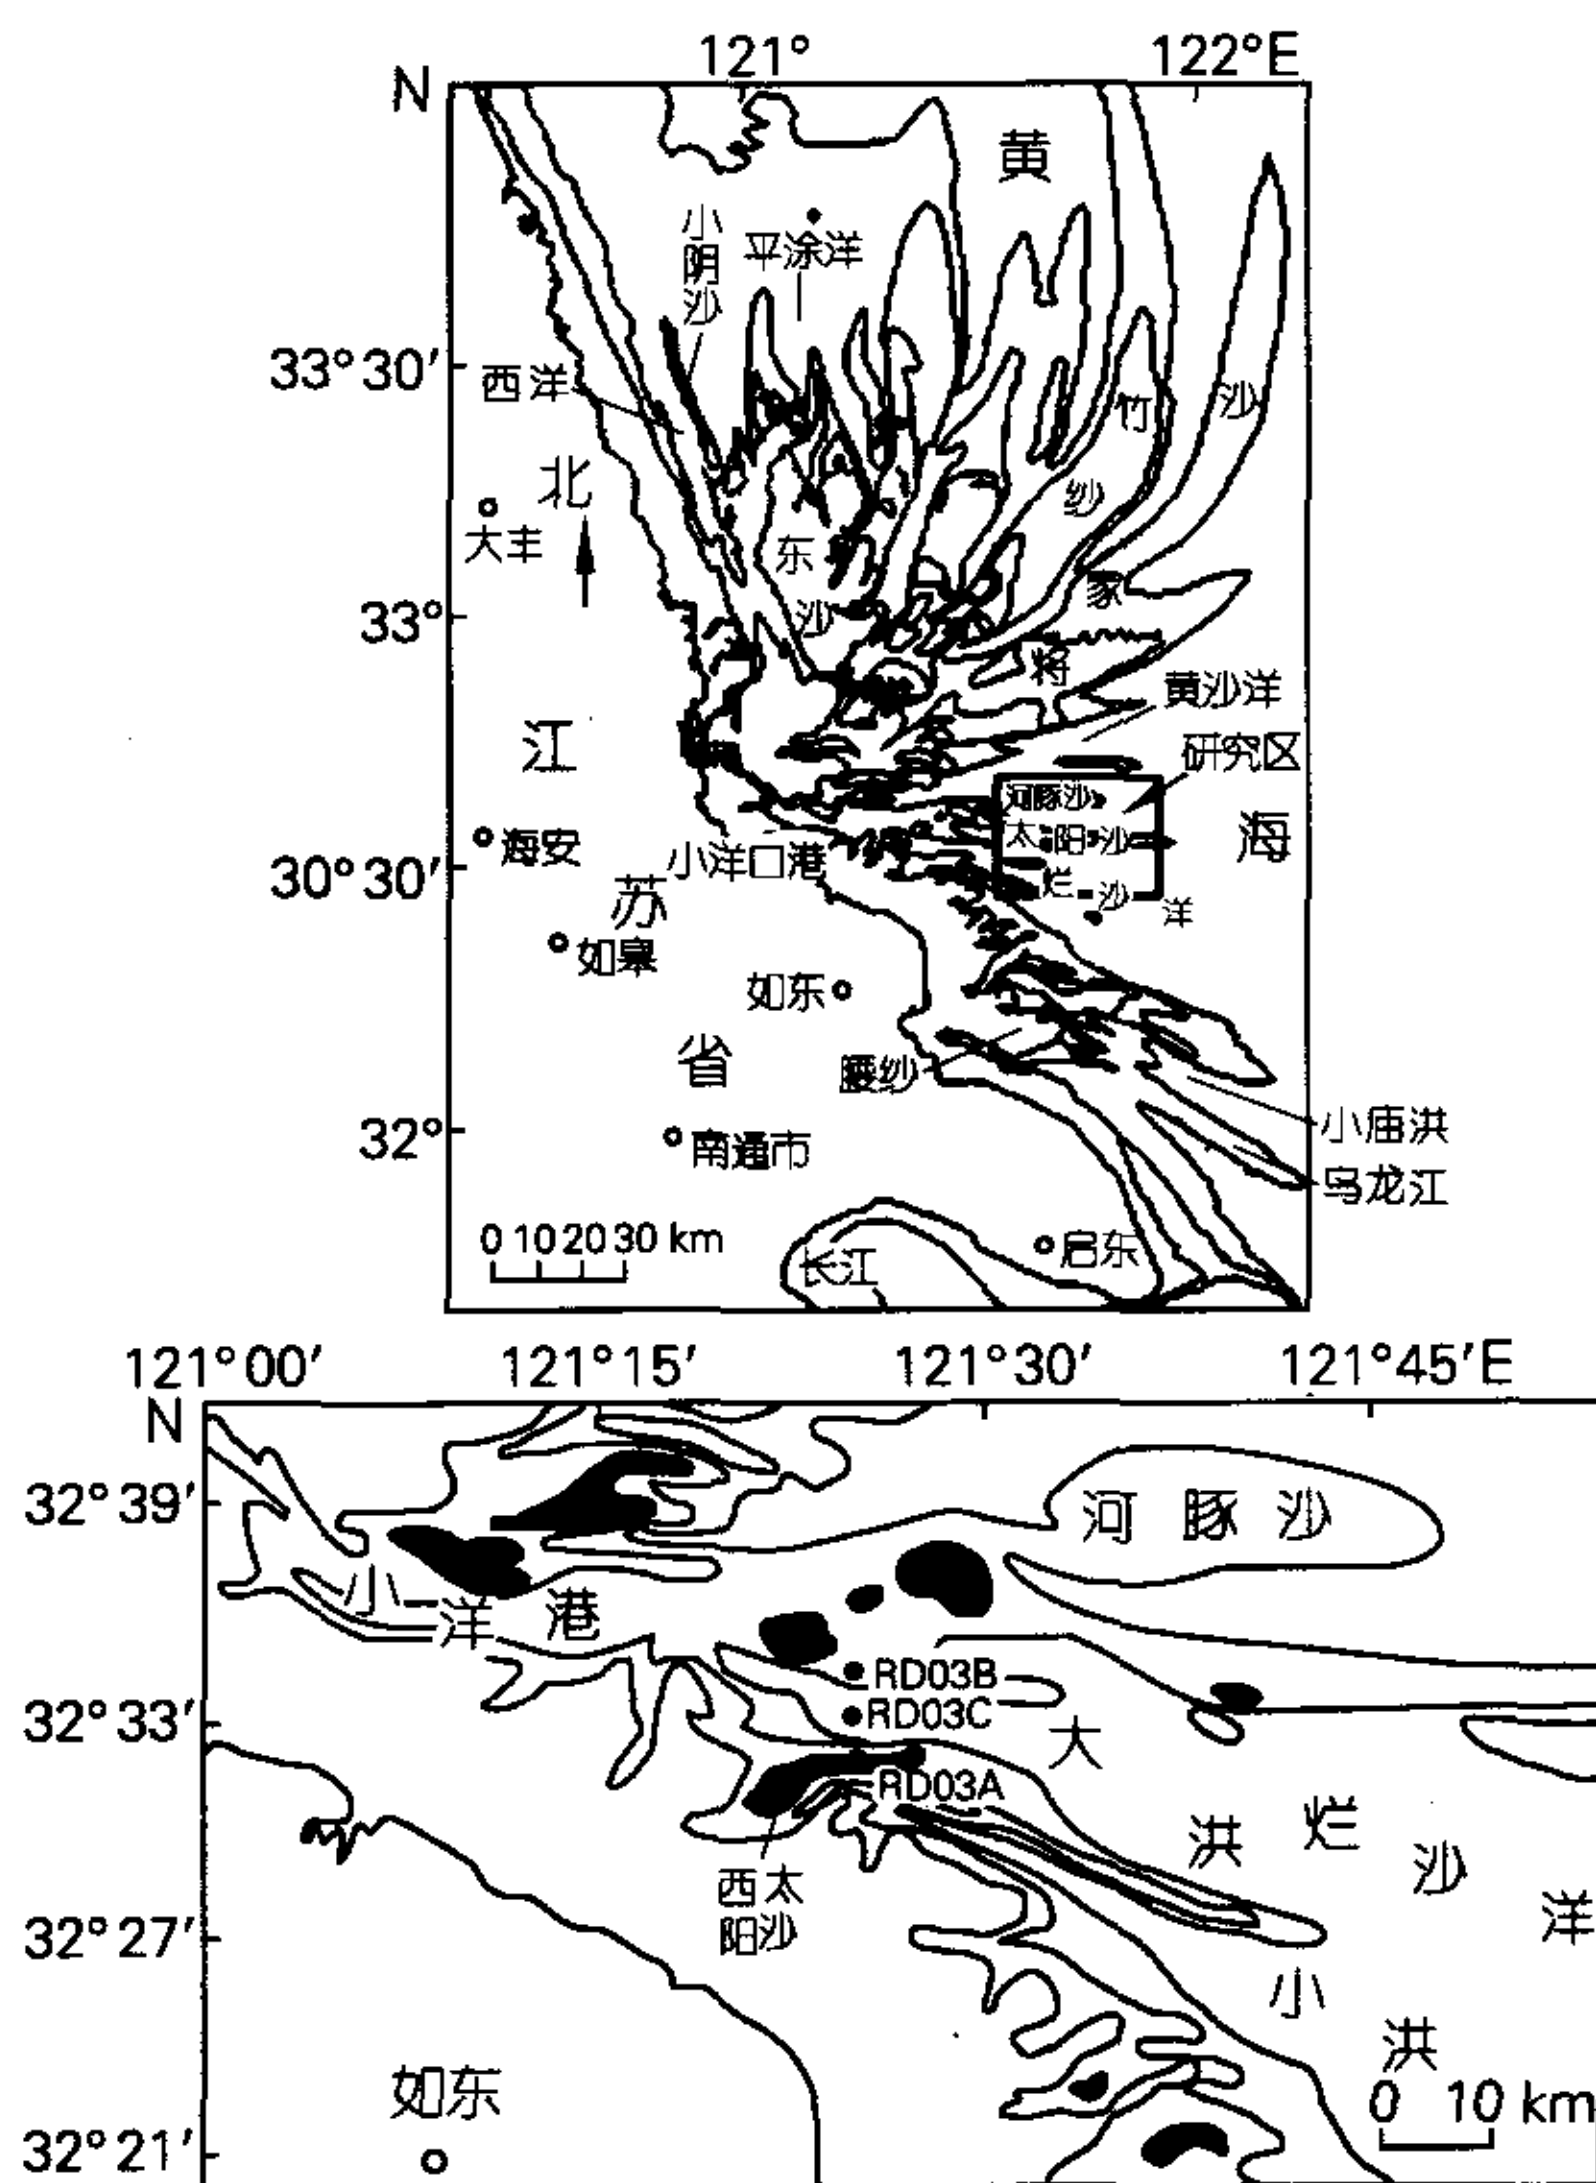 121°
122°E
N
黄
小阴沙
平涂洋
33°30′
西洋
竹
沙
北
纱
大丰
东
家
33°
沙
将
黄沙洋
江
研究区
河豚沙
太阳沙
海
海安
小洋口港
30°30′
烂沙洋
苏
如皋
如东
省
腰纱
32°
南通市
小庙洪
乌龙江
0 10 20 30 km
启东
长江
121°00′
121°15′
121°30′
121°45′E
N
32°39′
河豚沙
小洋港
RD03B
32°33′
RD03C
大
RD03A
洪
烂
沙
西太
阳沙
洋
32°27′
小
洪
如东
0 10 km
32°21′